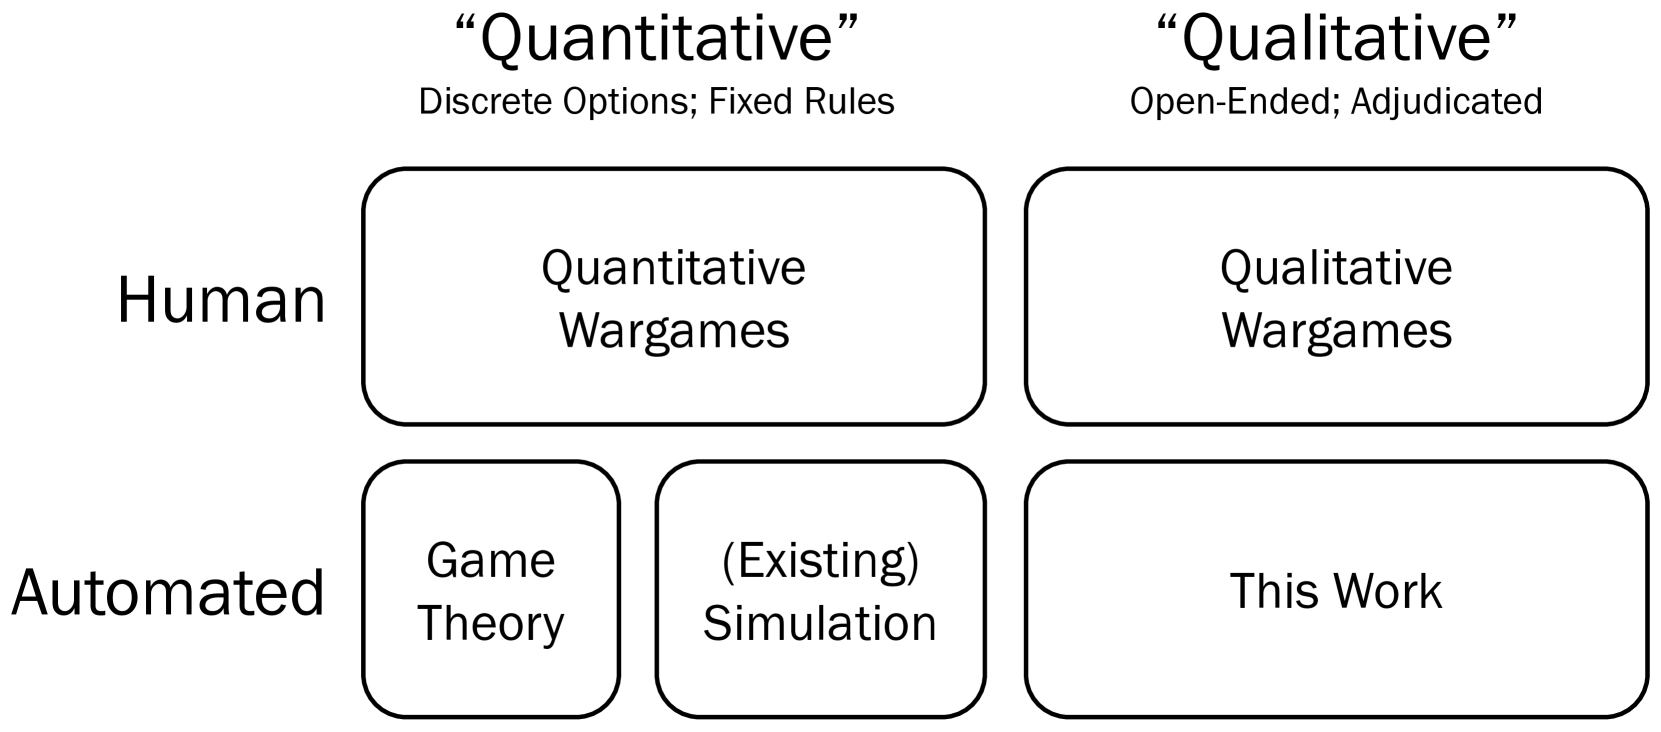 “Quantitative”
Discrete Options; Fixed Rules
“Qualitative”
Open-Ended; Adjudicated
Human
Quantitative
Wargames
Qualitative
Wargames
Automated
Game
Theory
(Existing)
Simulation
This Work